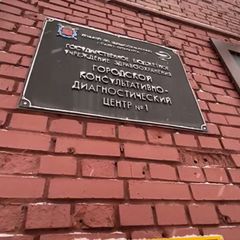 ГОСУДАРСТВЕННОЕ БЮДЖЕТНОЕ
УЧРЕЖДЕНИЕ ЗДРАВООХРАНЕНИЯ
ГОРОДСКОЙ
КОНСУЛЬТАТИВНО-
ДИАГНОСТИЧЕСКИЙ
ЦЕНТР №1